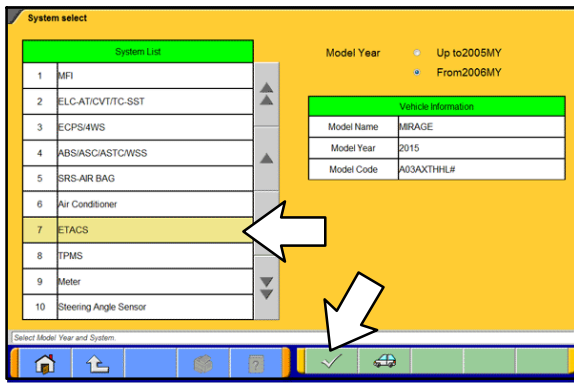 System select
System List
1 MFI
2 ELC-AT/CVT/TC-SST
3 ECPS/4WS
4 ABS/ASC/ASTC/WSS
5 SRS-AIR BAG
6 Air Conditioner
7 ETACS
8 TPMS
9 Meter
10 Steering Angle Sensor
Model Year
Up to2005MY
From2006MY
Vehicle Information
Model Name MIRAGE
Model Year 2015
Model Code A03AXTHHL#
Select Model Year and System.